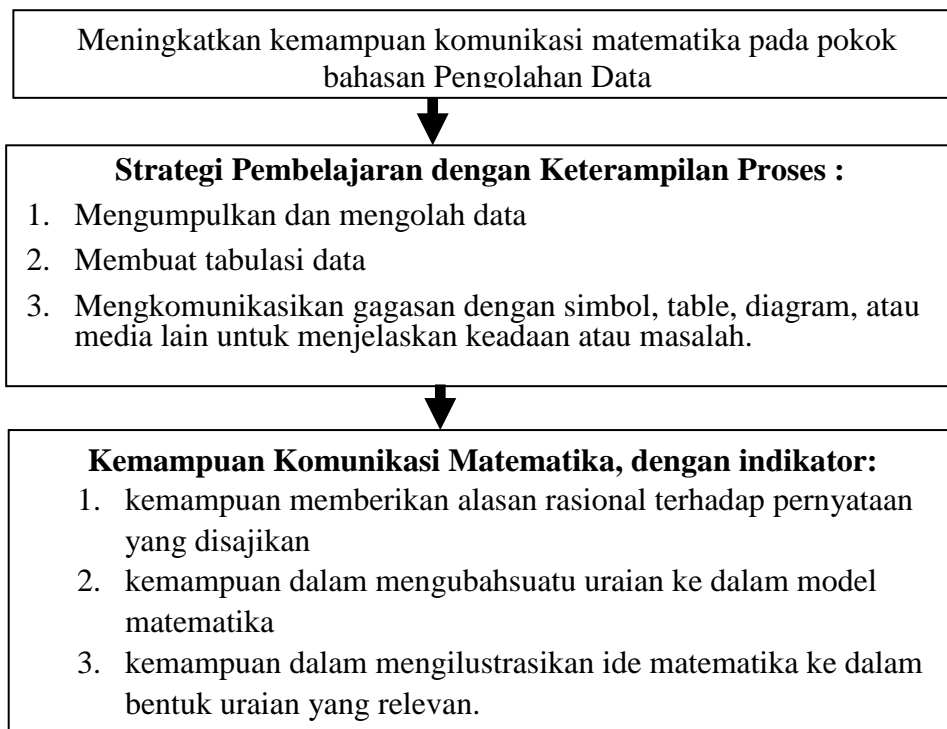 Meningkatkan kemampuan komunikasi matematika pada pokok
bahasan Pengolahan Data
Strategi Pembelajaran dengan Keterampilan Proses :
1. Mengumpulkan dan mengolah data
2. Membuat tabulasi data
3. Mengkomunikasikan gagasan dengan simbol, table, diagram, atau
media lain untuk menjelaskan keadaan atau masalah.
Kemampuan Komunikasi Matematika, dengan indikator:
1. kemampuan memberikan alasan rasional terhadap pernyataan
yang disajikan
2. kemampuan dalam mengubahsuatu uraian ke dalam model
matematika
3. kemampuan dalam mengilustrasikan ide matematika ke dalam
bentuk uraian yang relevan.